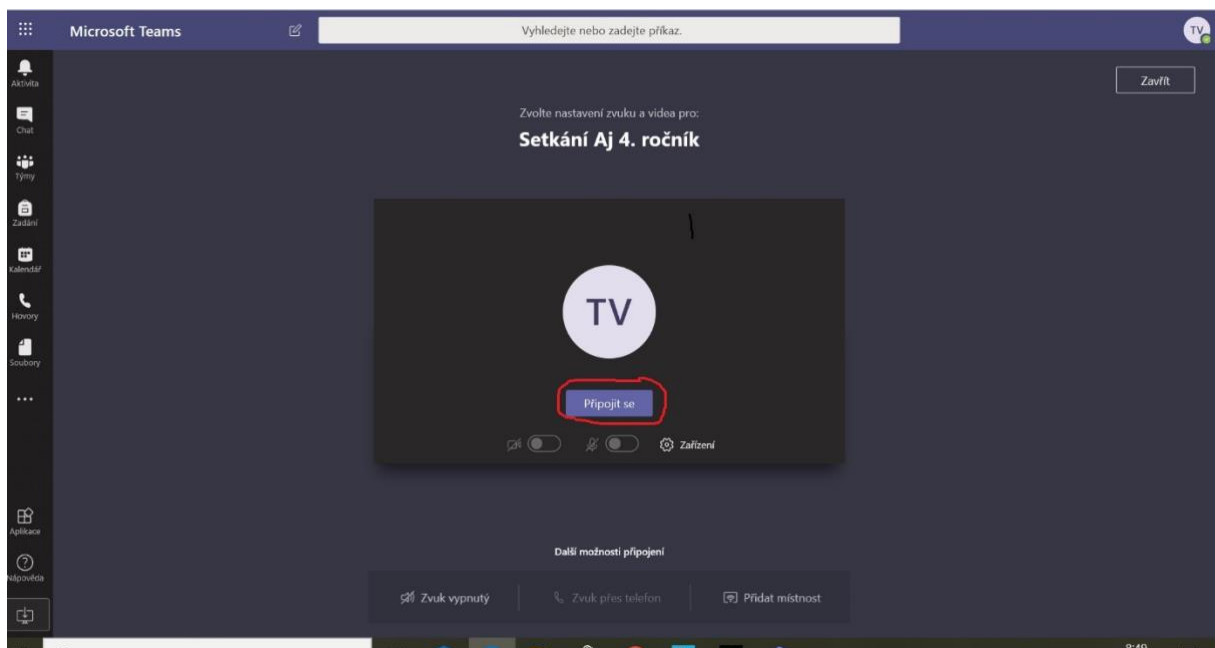 Microsoft Teams
Vyhledejte nebo zadejte příkaz.
TV
Aktivita
Chat
Týmy
Zadání
Kalendář
Hovory
Soubory
Aplikace
Nápověda
Zavřít
Zvolte nastavení zvuku a videa pro:
Setkání Aj 4. ročník
TV
Připojit se
Zařízení
Další možnosti připojení
Zvuk vypnutý
Zvuk přes telefon
Přidat místnost